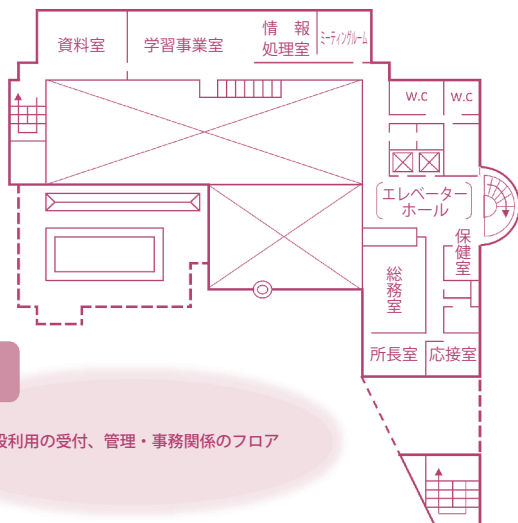 資料室
学習事業室
情　報
処理室
ミーティングルーム
W.C
W.C
エレベーター
ホール
保健室
総務室
所長室
応接室
設利用の受付、管理・事務関係のフロア